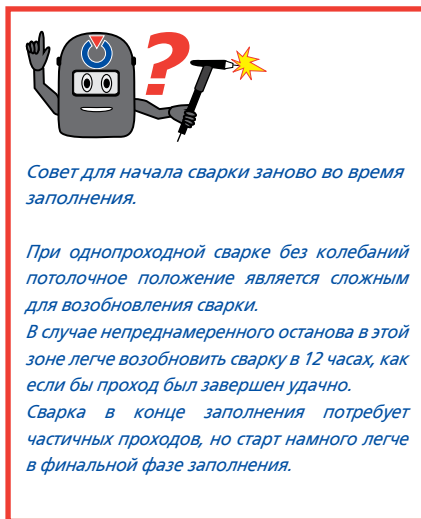 ?
Совет для начала сварки заново во время
заполнения.
При однопроходной сварке без колебаний
потолочное положение является сложным
для возобновления сварки.
В случае непреднамеренного останова в этой
зоне легче возобновить сварку в 12 часах, как
если бы проход был завершен удачно.
Сварка в конце заполнения потребует
частичных проходов, но старт намного легче
в финальной фазе заполнения.